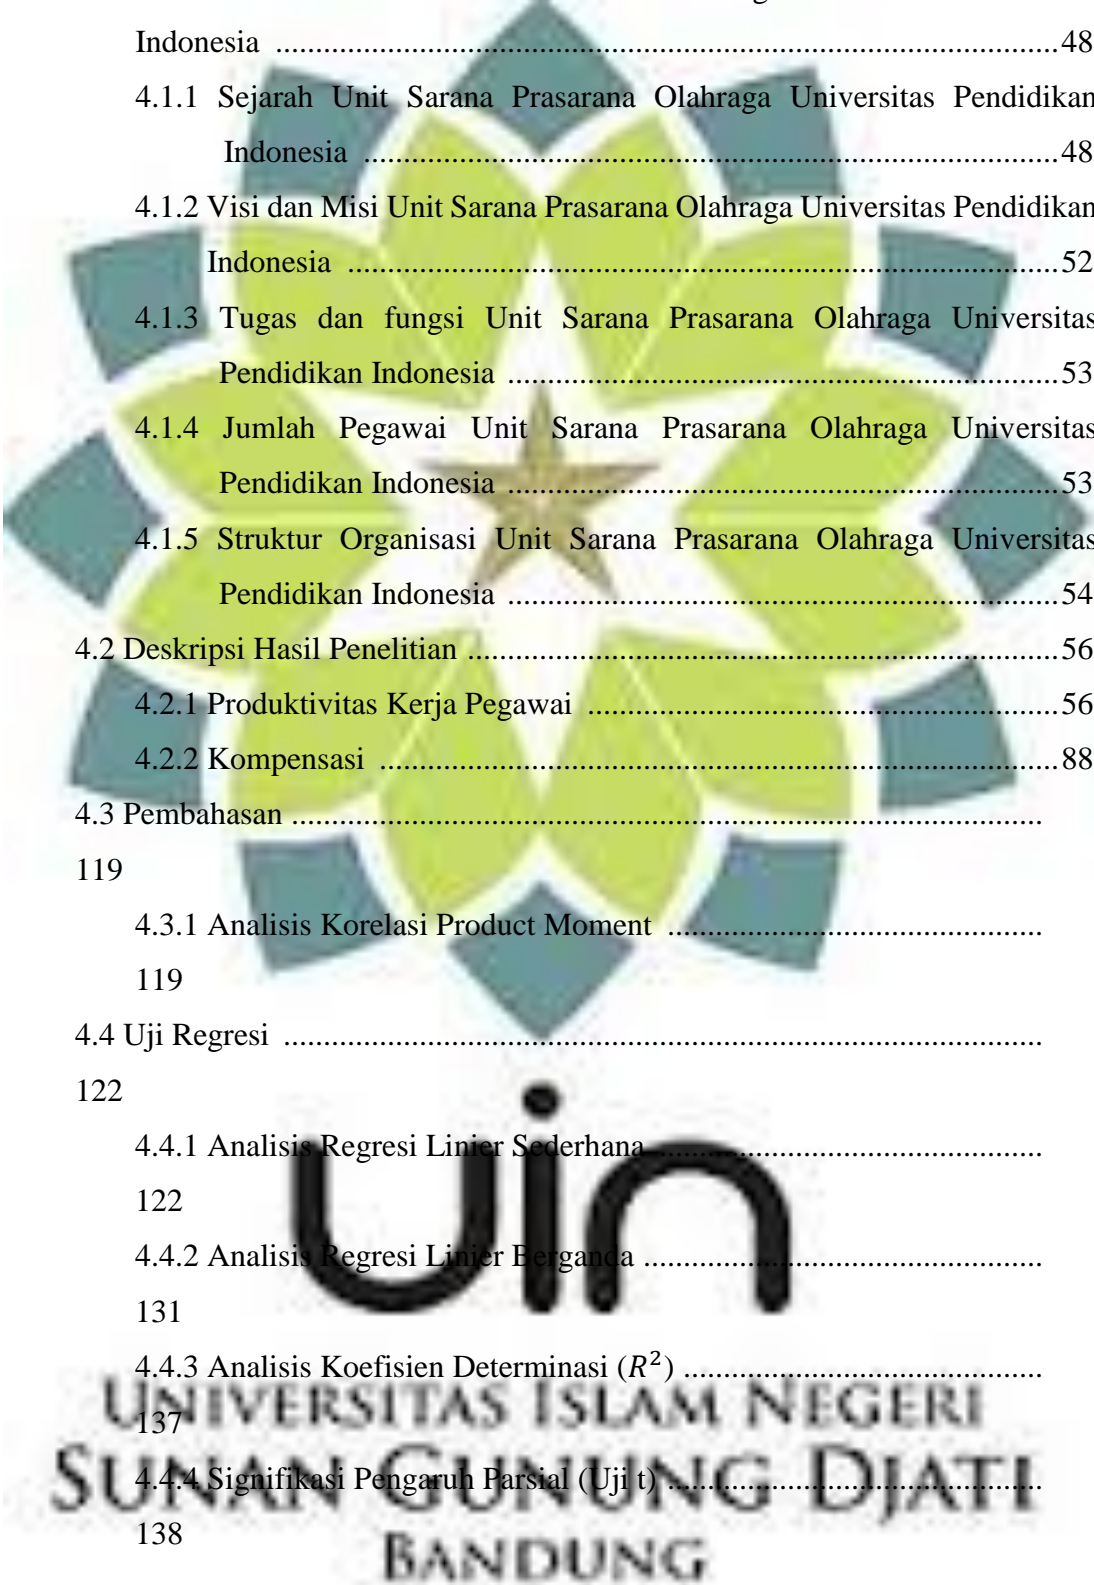 Indonesia ........................................................................................................48
4.1.1 Sejarah Unit Sarana Prasarana Olahraga Universitas Pendidikan
Indonesia ............................................................................................48
4.1.2 Visi dan Misi Unit Sarana Prasarana Olahraga Universitas Pendidikan
Indonesia ..............................................................................................52
4.1.3 Tugas dan fungsi Unit Sarana Prasarana Olahraga Universitas
Pendidikan Indonesia .........................................................................53
4.1.4 Jumlah Pegawai Unit Sarana Prasarana Olahraga Universitas
Pendidikan Indonesia .........................................................................53
4.1.5 Struktur Organisasi Unit Sarana Prasarana Olahraga Universitas
Pendidikan Indonesia .........................................................................54
4.2 Deskripsi Hasil Penelitian ..............................................................................56
4.2.1 Produktivitas Kerja Pegawai ..............................................................56
4.2.2 Kompensasi ..........................................................................................88
4.3 Pembahasan ....................................................................................................
119
4.3.1 Analisis Korelasi Product Moment ..................................................
119
4.4 Uji Regresi .....................................................................................................
122
4.4.1 Analisis Regresi Linier Sederhana.....................................................
122
4.4.2 Analisis Regresi Linier Berganda .....................................................
131
4.4.3 Analisis Koefisien Determinasi (R²) ................................................
137
4.4.4 Signifikasi Pengaruh Parsial (Uji t) ..................................................
138
uin
UNIVERSITAS ISLAM NEGERI
SUNAN GUNUNG DJATI
BANDUNG